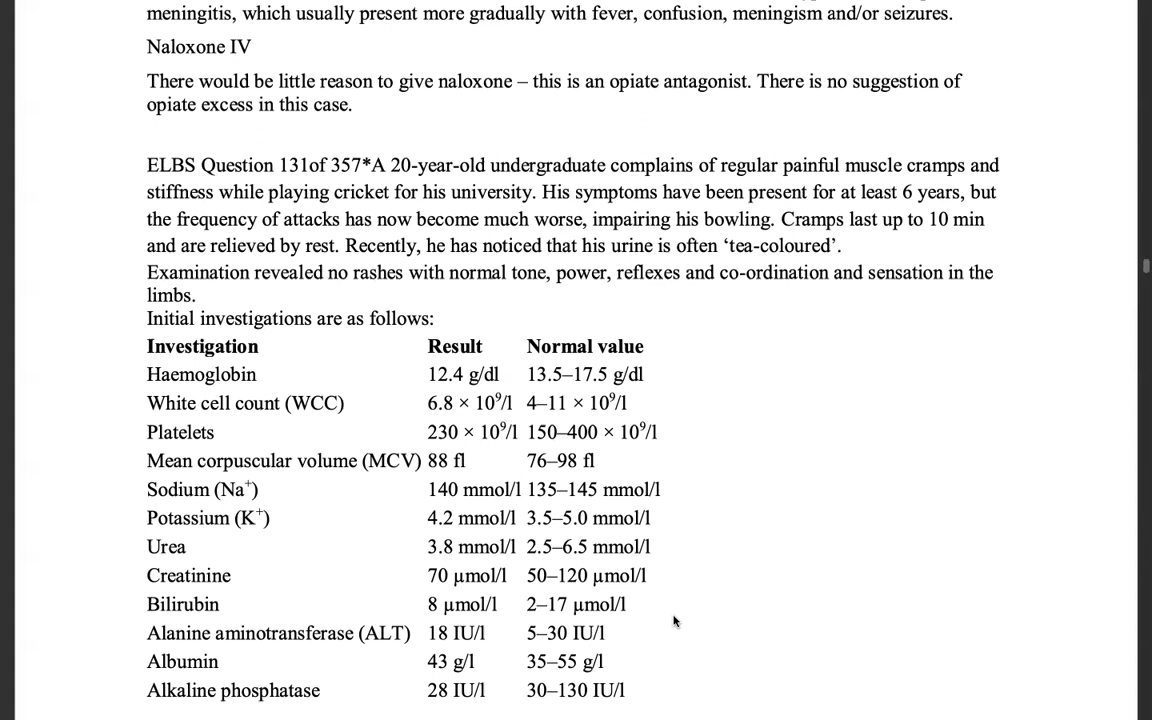 meningitis, which usually present more gradually with fever, confusion, meningism and/or seizures.
Naloxone IV
There would be little reason to give naloxone – this is an opiate antagonist. There is no suggestion of
opiate excess in this case.
ELBS Question 131of 357*A 20-year-old undergraduate complains of regular painful muscle cramps and
stiffness while playing cricket for his university. His symptoms have been present for at least 6 years, but
the frequency of attacks has now become much worse, impairing his bowling. Cramps last up to 10 min
and are relieved by rest. Recently, he has noticed that his urine is often ‘tea-coloured’.
Examination revealed no rashes with normal tone, power, reflexes and co-ordination and sensation in the
limbs.
Initial investigations are as follows:
Investigation Result Normal value
Haemoglobin 12.4 g/dl 13.5–17.5 g/dl
White cell count (WCC) 6.8 × 10⁹/l 4–11 × 10⁹/l
Platelets 230 × 10⁹/l 150–400 × 10⁹/l
Mean corpuscular volume (MCV) 88 fl 76–98 fl
Sodium (Na⁺) 140 mmol/l 135–145 mmol/l
Potassium (K⁺) 4.2 mmol/l 3.5–5.0 mmol/l
Urea 3.8 mmol/l 2.5–6.5 mmol/l
Creatinine 70 µmol/l 50–120 µmol/l
Bilirubin 8 µmol/l 2–17 µmol/l
Alanine aminotransferase (ALT) 18 IU/l 5–30 IU/l
Albumin 43 g/l 35–55 g/l
Alkaline phosphatase 28 IU/l 30–130 IU/l